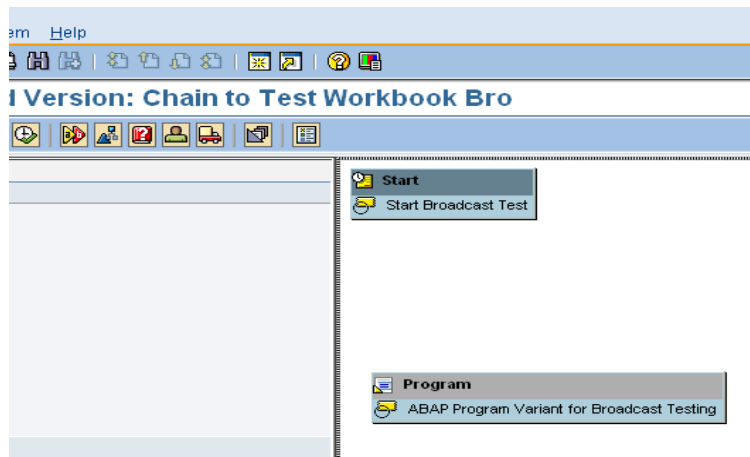 em Help
d Version: Chain to Test Workbook Bro
Start
Start Broadcast Test
Program
ABAP Program Variant for Broadcast Testing